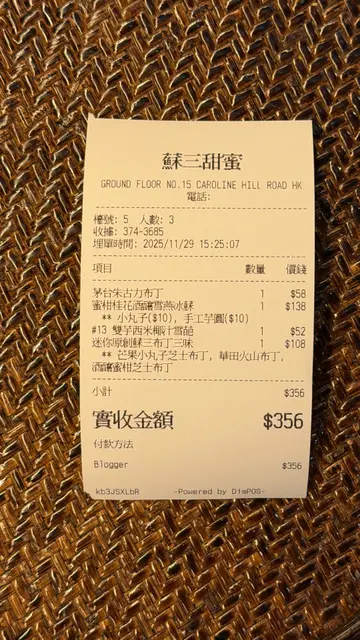 蘇三甜蜜
GROUND FLOOR NO.15 CAROLINE HILL ROAD HK
電話:
檯號: 5 人數: 3
收據: 374-3685
埋單時間: 2025/11/29 15:25:07
項目 數量 價錢
茅台朱古力布丁 1 $58
蜜柑桂花酒釀雪燕冰鯀 1 $138
** 小丸子($10), 手工芋圓($10)
#13 雙芋西米椰汁雪葩 1 $52
迷你原創蘇三布丁三味 1 $108
** 芒果小丸子芝士布丁, 華田火山布丁,
酒釀蜜柑芝士布丁
小計 $356
實收金額 $356
付款方法
Blogger $356
kb3JSXLbR -Powered by DimPOS-